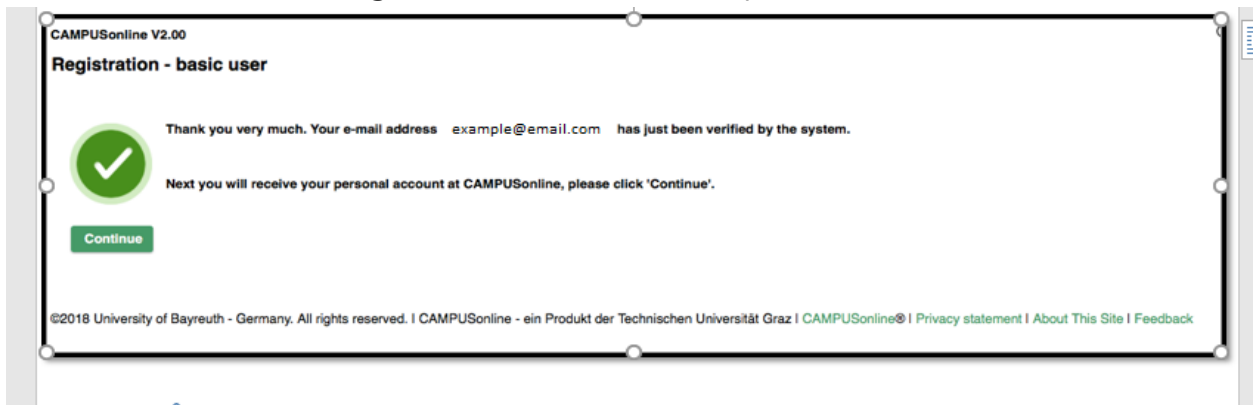 CAMPUSonline V2.00
Registration - basic user
Thank you very much. Your e-mail address example@email.com has just been verified by the system.
Next you will receive your personal account at CAMPUSonline, please click 'Continue'.
Continue
©2018 University of Bayreuth - Germany. All rights reserved. I CAMPUSonline - ein Produkt der Technischen Universität Graz I CAMPUSonline® I Privacy statement I About This Site I Feedback